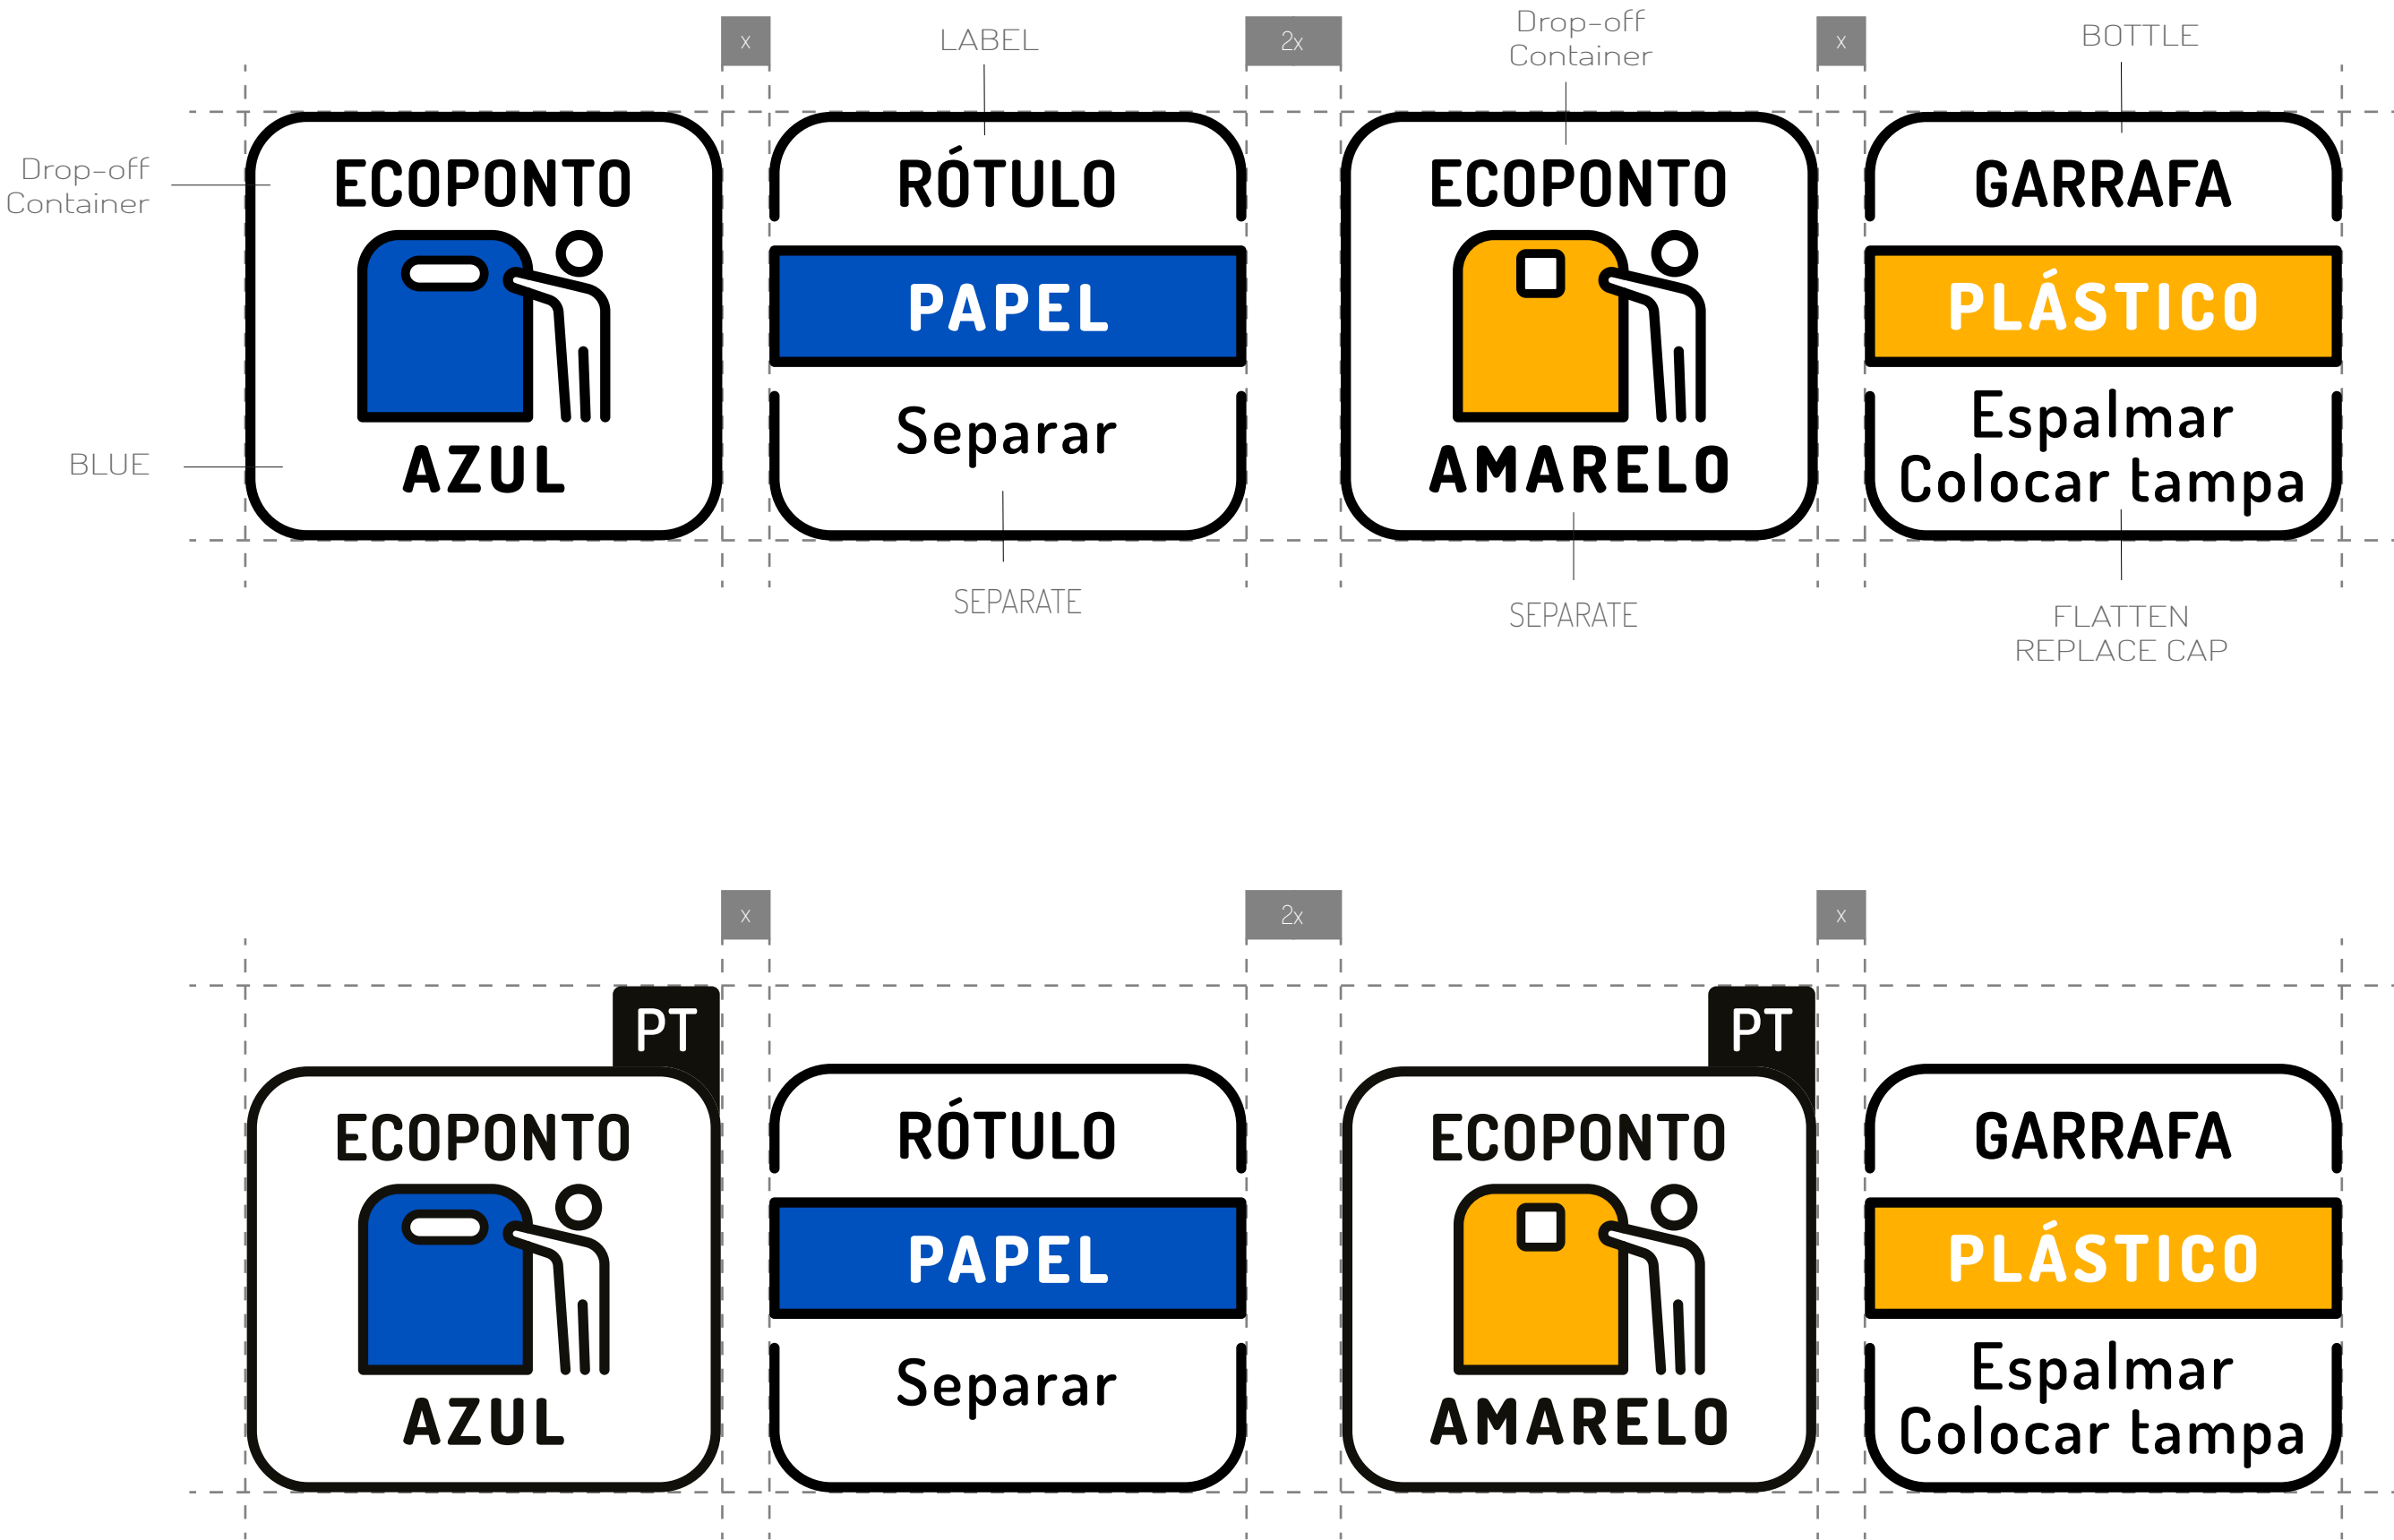 x
LABEL
2x
Drop-off
Container
x
BOTTLE
Drop-off
Container
BLUE
ECOPONTO
AZUL
RÓTULO
PAPEL
Separar
ECOPONTO
AMARELO
GARRAFA
PLÁSTICO
Espalmar
Colocar tampa
SEPARATE
SEPARATE
FLATTEN
REPLACE CAP
x
2x
x
PT
ECOPONTO
AZUL
RÓTULO
PAPEL
Separar
PT
ECOPONTO
AMARELO
GARRAFA
PLÁSTICO
Espalmar
Colocar tampa